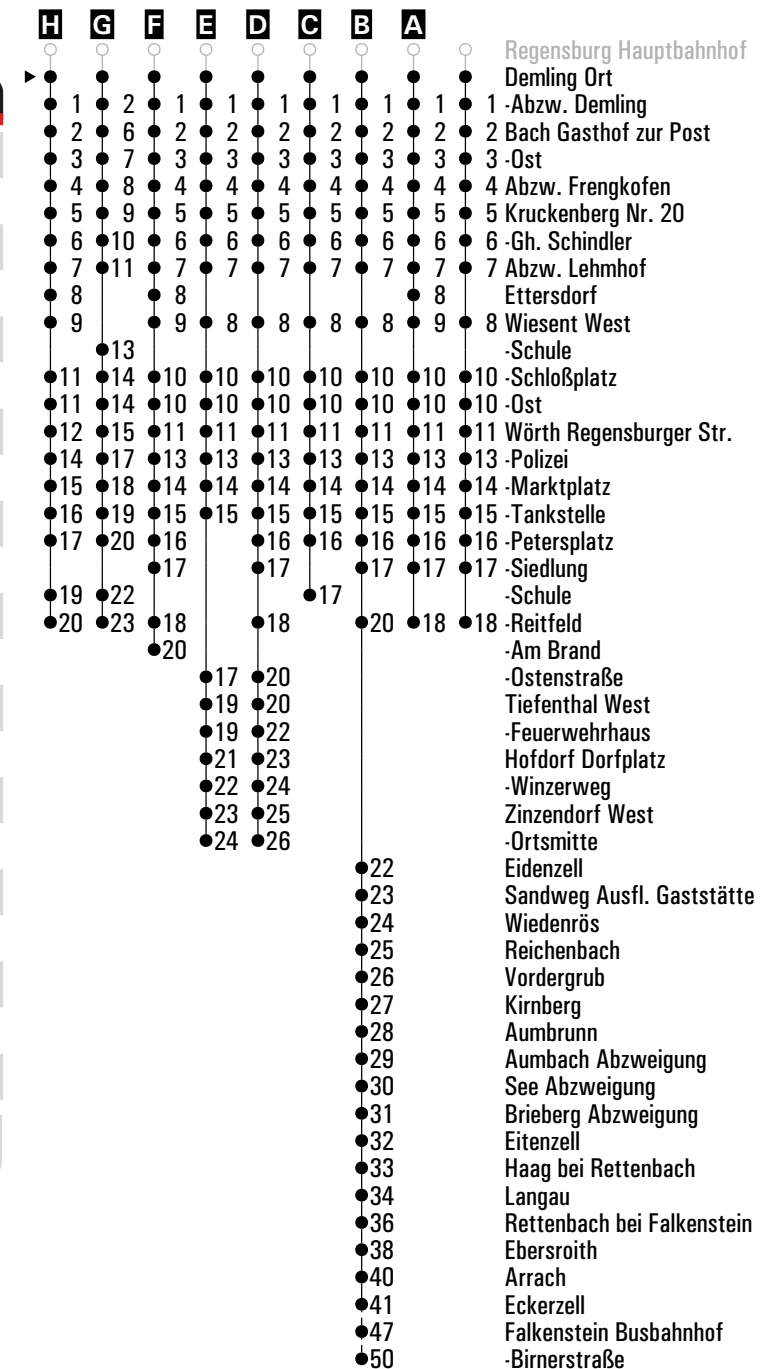 H G F E D C B A
Regensburg Hauptbahnhof
Demling Ort
1 2 1 1 1 1 1 1 1 -Abzw. Demling
2 6 2 2 2 2 2 2 2 Bach Gasthof zur Post
3 7 3 3 3 3 3 3 3 -Ost
4 8 4 4 4 4 4 4 4 Abzw. Frengkofen
5 9 5 5 5 5 5 5 5 Kruckenberg Nr. 20
6 10 6 6 6 6 6 6 6 -Gh. Schindler
7 11 7 7 7 7 7 7 7 Abzw. Lehmhof
8 8 8 Ettersdorf
9 9 8 8 8 8 9 8 Wiesent West
13 -Schule
11 14 10 10 10 10 10 10 10 -Schloßplatz
11 14 10 10 10 10 10 10 10 -Ost
12 15 11 11 11 11 11 11 11 Wörth Regensburger Str.
14 17 13 13 13 13 13 13 13 -Polizei
15 18 14 14 14 14 14 14 14 -Marktplatz
16 19 15 15 15 15 15 15 15 -Tankstelle
17 20 16 16 16 16 16 16 -Petersplatz
17 17 17 17 17 -Siedlung
19 22 17 -Schule
20 23 18 18 20 18 18 -Reitfeld
20 -Am Brand
17 20 -Ostenstraße
19 20 Tiefenthal West
19 22 -Feuerwehrhaus
21 23 Hofdorf Dorfplatz
22 24 -Winzerweg
23 25 Zinzendorf West
24 26 -Ortsmitte
22 Eidenzell
23 Sandweg Ausfl. Gaststätte
24 Wiedenrös
25 Reichenbach
26 Vordergrub
27 Kirnberg
28 Aumbrunn
29 Aumbach Abzweigung
30 See Abzweigung
31 Brieberg Abzweigung
32 Eitenzell
33 Haag bei Rettenbach
34 Langau
36 Rettenbach bei Falkenstein
38 Ebersroith
40 Arrach
41 Eckerzell
47 Falkenstein Busbahnhof
50 -Birnerstraße